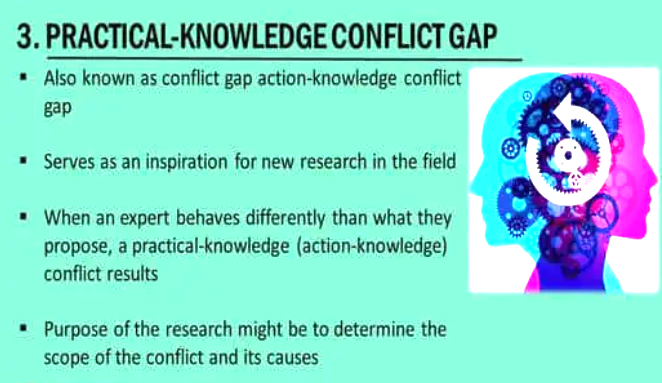 3. PRACTICAL-KNOWLEDGE CONFLICT GAP
▪ Also known as conflict gap action-knowledge conflict
gap
▪ Serves as an inspiration for new research in the field
▪ When an expert behaves differently than what they
propose, a practical-knowledge (action-knowledge)
conflict results
▪ Purpose of the research might be to determine the
scope of the conflict and its causes